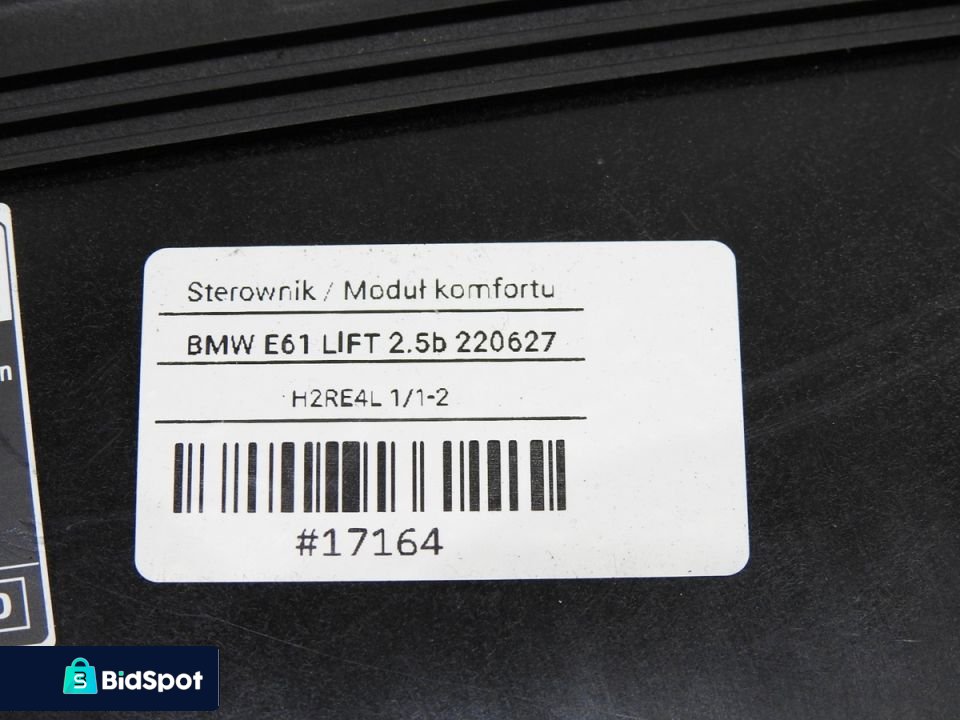 Sterownik / Moduł komfortu
BMW E61 LIFT 2.5b 220627
H2RE4L 1/1-2
#17164
n
BidSpot